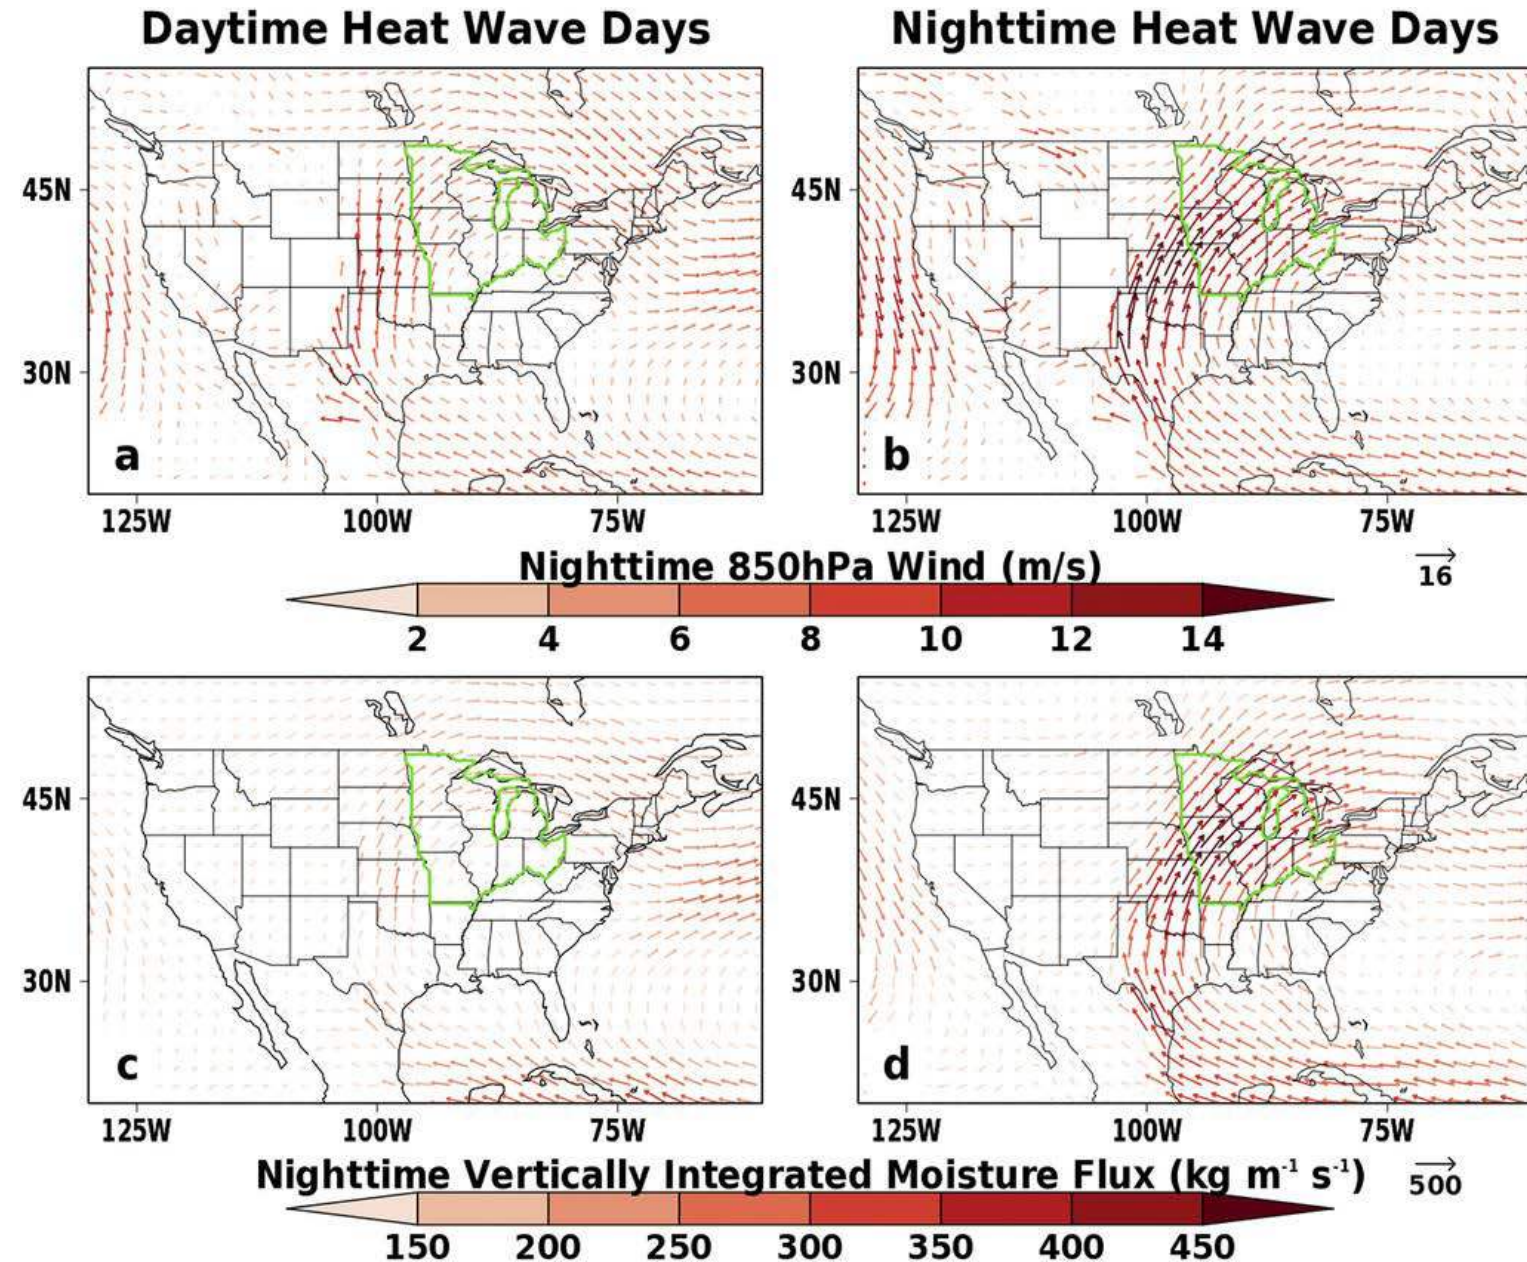 Daytime Heat Wave Days
Nighttime Heat Wave Days
45N
30N
a
125W 100W 75W
45N
30N
b
125W 100W 75W
Nighttime 850hPa Wind (m/s)
16
2 4 6 8 10 12 14
45N
30N
c
125W 100W 75W
45N
30N
d
125W 100W 75W
Nighttime Vertically Integrated Moisture Flux (kg m⁻¹ s⁻¹)
500
150 200 250 300 350 400 450